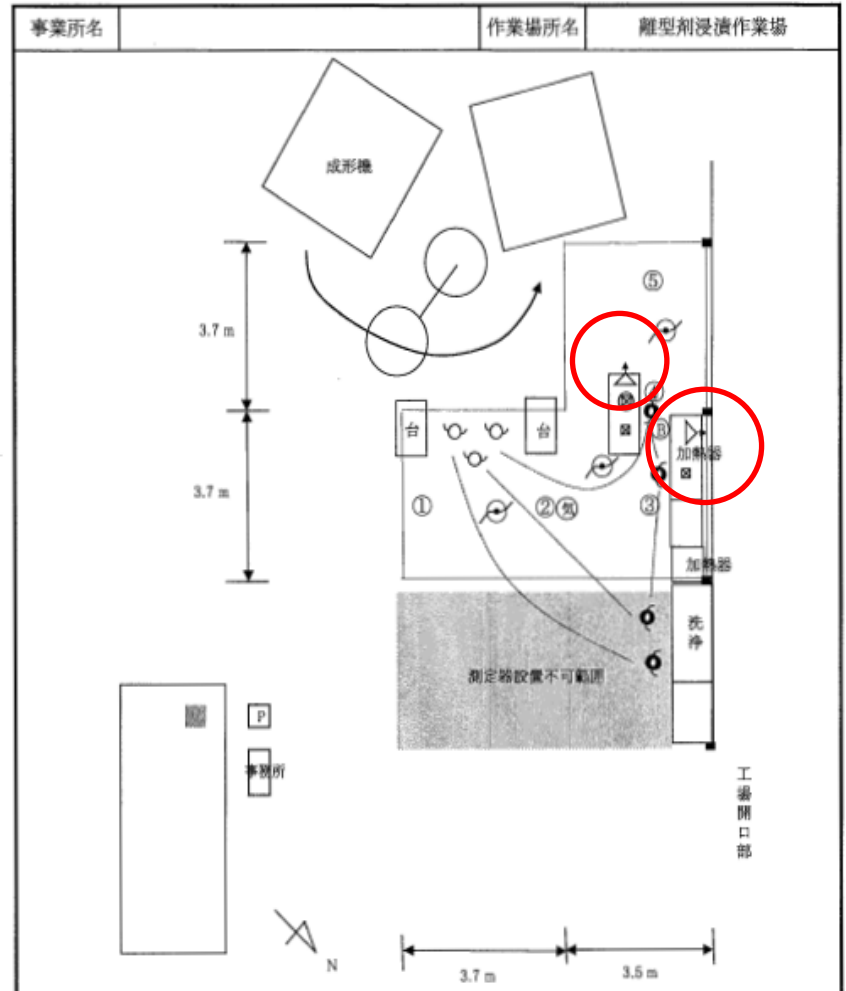 事業所名
作業場所名
離型剤浸漬作業場
成形機
⑤
3.7 m
④
台
台
Ⓑ
加熱器
3.7 m
①
②㊋
③
加熱器
洗浄
測定器設置不可範囲
P
事務所
工場開口部
N
3.7 m
3.5 m